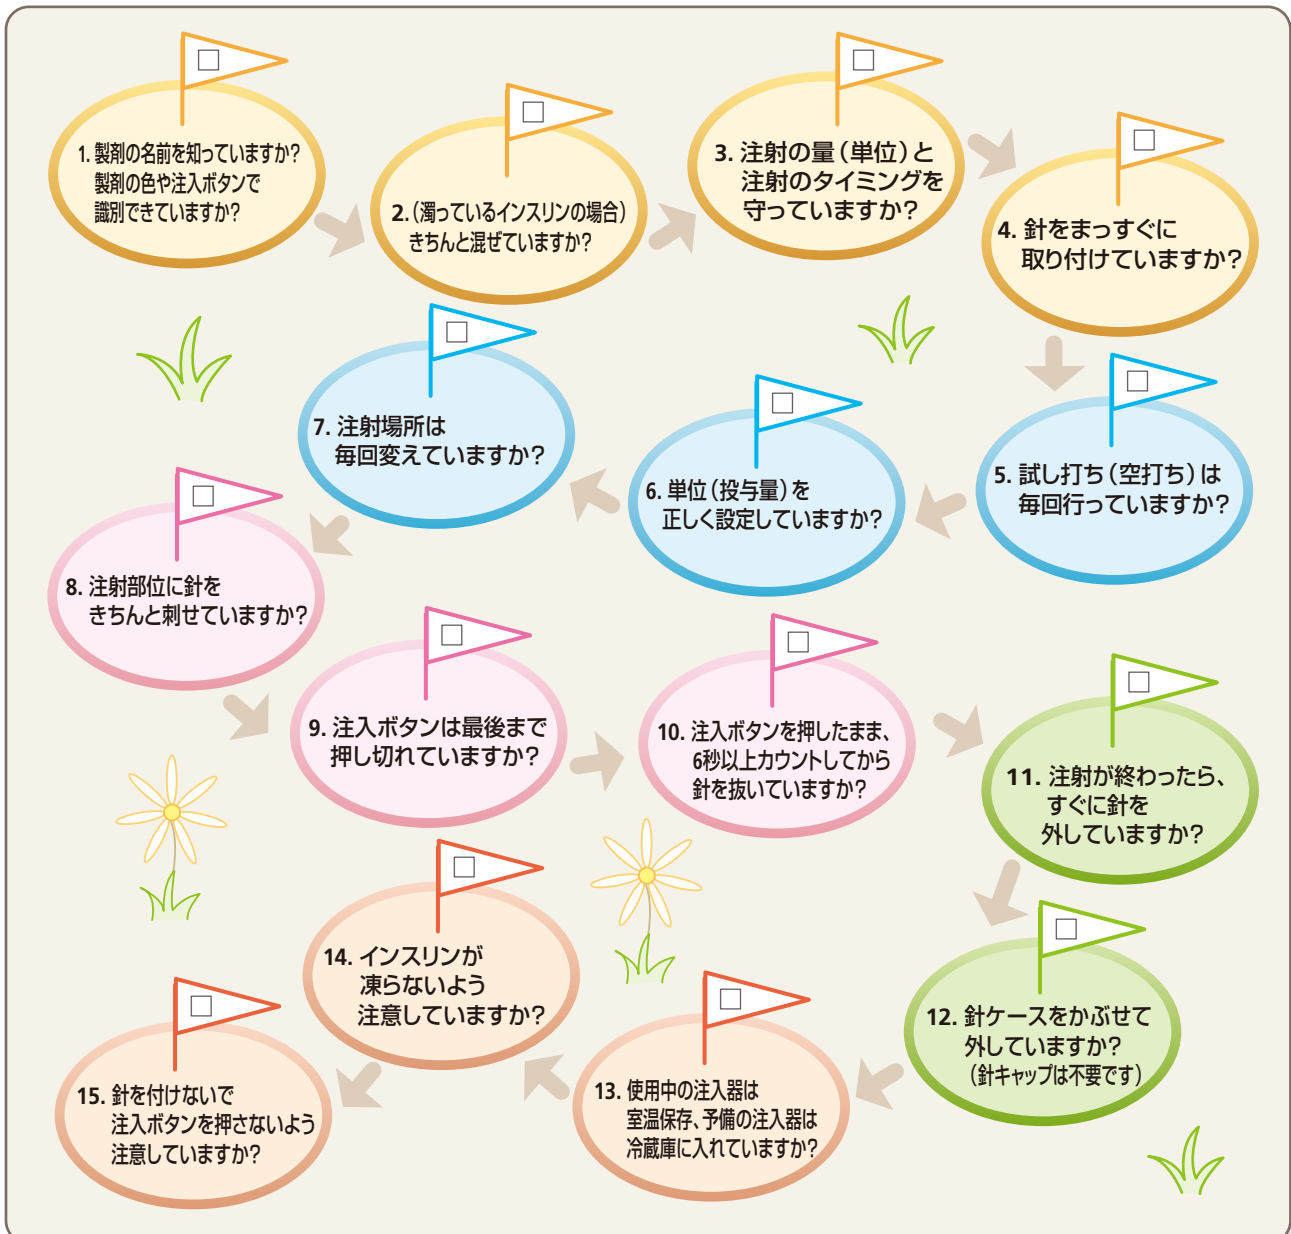 1. 製剤の名前を知っていますか?
製剤の色や注入ボタンで
識別できていますか?
2.(濁っているインスリンの場合)
きちんと混ぜていますか?
3. 注射の量(単位)と
注射のタイミングを
守っていますか?
4. 針をまっすぐに
取り付けていますか?
5. 試し打ち(空打ち)は
毎回行っていますか?
6. 単位(投与量)を
正しく設定していますか?
7. 注射場所は
毎回変えていますか?
8. 注射部位に針を
きちんと刺せていますか?
9. 注入ボタンは最後まで
押し切れていますか?
10. 注入ボタンを押したまま、
6秒以上カウントしてから
針を抜いていますか?
11. 注射が終わったら、
すぐに針を
外していますか?
12. 針ケースをかぶせて
外していますか?
(針キャップは不要です)
13. 使用中の注入器は
室温保存、予備の注入器は
冷蔵庫に入れていますか?
14. インスリンが
凍らないよう
注意していますか?
15. 針を付けないで
注入ボタンを押さないよう
注意していますか?